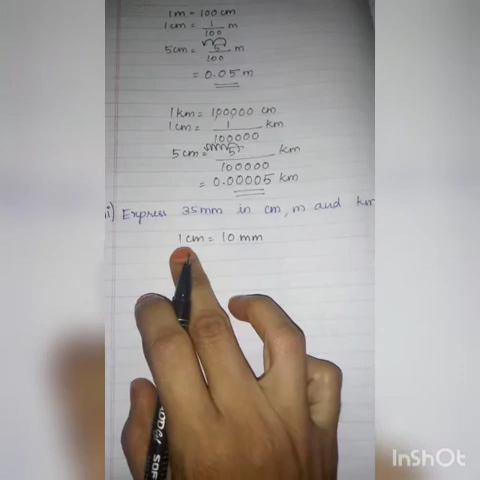 1m = 100 cm
1cm = 1/100 m
5cm = 5/100 m
= 0.05 m
1km = 100000 cm
1cm = 1/100000 km
5cm = 5/100000 km
= 0.00005 km
ii) Express 35mm in cm, m and km
1cm = 10 mm
InShOt